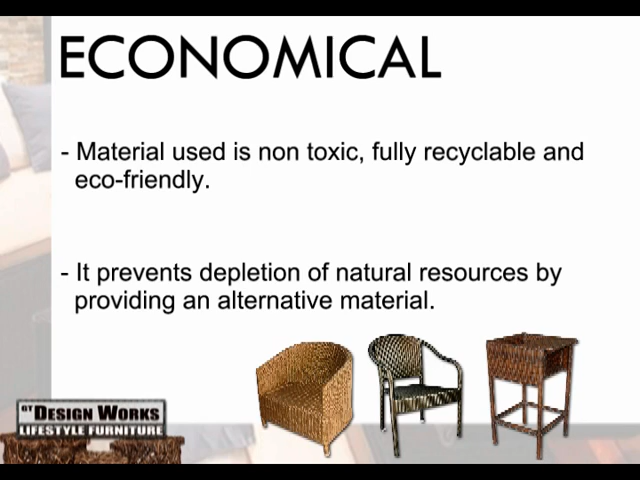 ECONOMICAL
- Material used is non toxic, fully recyclable and
eco-friendly.
- It prevents depletion of natural resources by
providing an alternative material.
GT DESIGN WORKS
LIFESTYLE FURNITURE